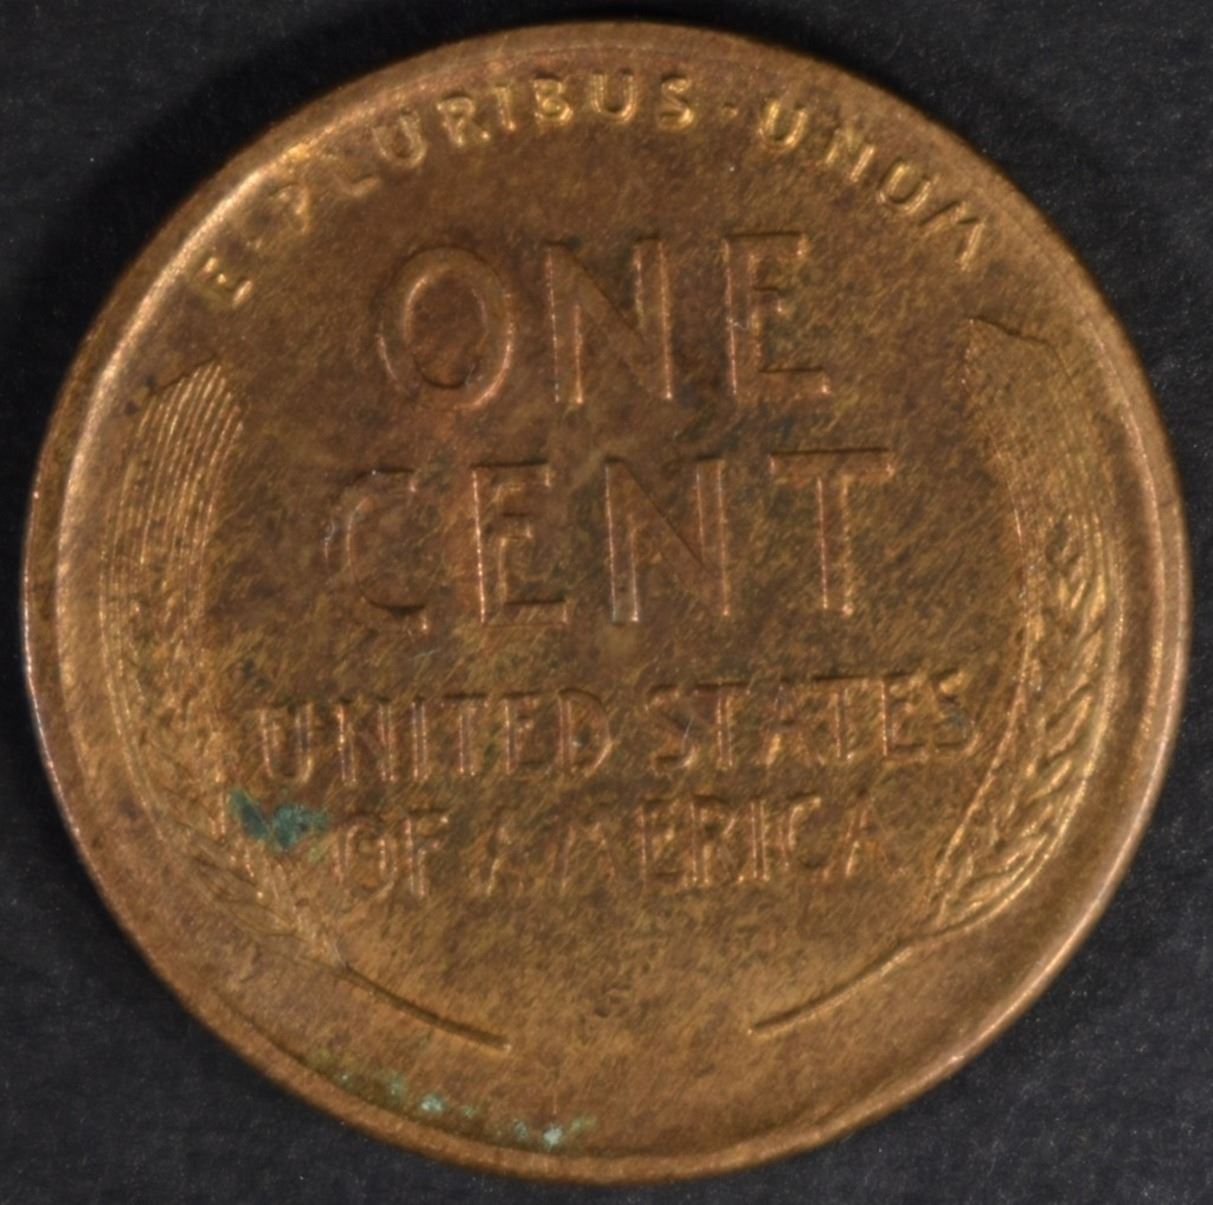 E·PLURIBUS·UNUM
ONE
CENT
UNITED STATES
OF AMERICA